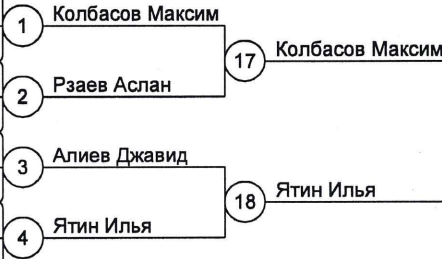 1 Колбасов Максим
17 Колбасов Максим
2 Рзаев Аслан
3 Алиев Джавид
18 Ятин Илья
4 Ятин Илья